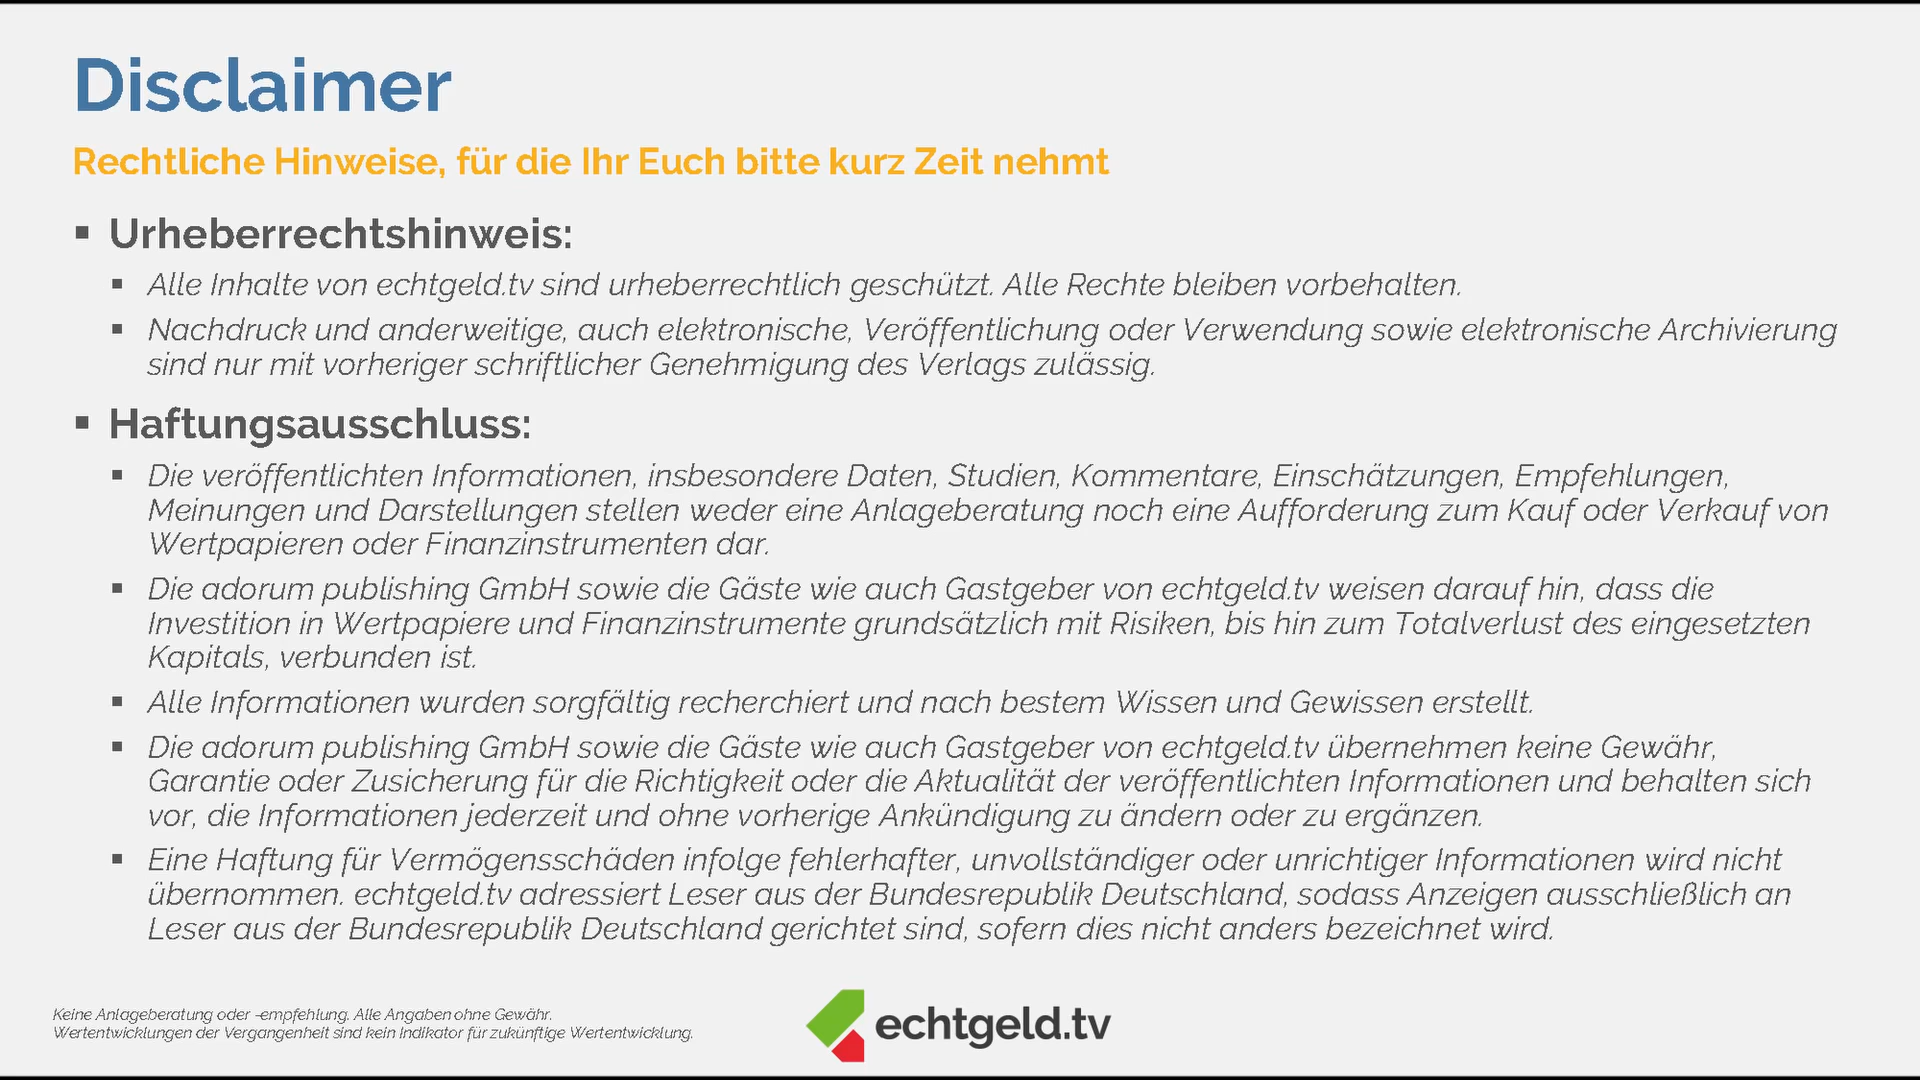 Disclaimer
Rechtliche Hinweise, für die Ihr Euch bitte kurz Zeit nehmt
▪ Urheberrechtshinweis:
▪ Alle Inhalte von echtgeld.tv sind urheberrechtlich geschützt. Alle Rechte bleiben vorbehalten.
▪ Nachdruck und anderweitige, auch elektronische, Veröffentlichung oder Verwendung sowie elektronische Archivierung
sind nur mit vorheriger schriftlicher Genehmigung des Verlags zulässig.
▪ Haftungsausschluss:
▪ Die veröffentlichten Informationen, insbesondere Daten, Studien, Kommentare, Einschätzungen, Empfehlungen,
Meinungen und Darstellungen stellen weder eine Anlageberatung noch eine Aufforderung zum Kauf oder Verkauf von
Wertpapieren oder Finanzinstrumenten dar.
▪ Die adorum publishing GmbH sowie die Gäste wie auch Gastgeber von echtgeld.tv weisen darauf hin, dass die
Investition in Wertpapiere und Finanzinstrumente grundsätzlich mit Risiken, bis hin zum Totalverlust des eingesetzten
Kapitals, verbunden ist.
▪ Alle Informationen wurden sorgfältig recherchiert und nach bestem Wissen und Gewissen erstellt.
▪ Die adorum publishing GmbH sowie die Gäste wie auch Gastgeber von echtgeld.tv übernehmen keine Gewähr,
Garantie oder Zusicherung für die Richtigkeit oder die Aktualität der veröffentlichten Informationen und behalten sich
vor, die Informationen jederzeit und ohne vorherige Ankündigung zu ändern oder zu ergänzen.
▪ Eine Haftung für Vermögensschäden infolge fehlerhafter, unvollständiger oder unrichtiger Informationen wird nicht
übernommen. echtgeld.tv adressiert Leser aus der Bundesrepublik Deutschland, sodass Anzeigen ausschließlich an
Leser aus der Bundesrepublik Deutschland gerichtet sind, sofern dies nicht anders bezeichnet wird.
Keine Anlageberatung oder -empfehlung. Alle Angaben ohne Gewähr.
Wertentwicklungen der Vergangenheit sind kein Indikator für zukünftige Wertentwicklung.
echtgeld.tv